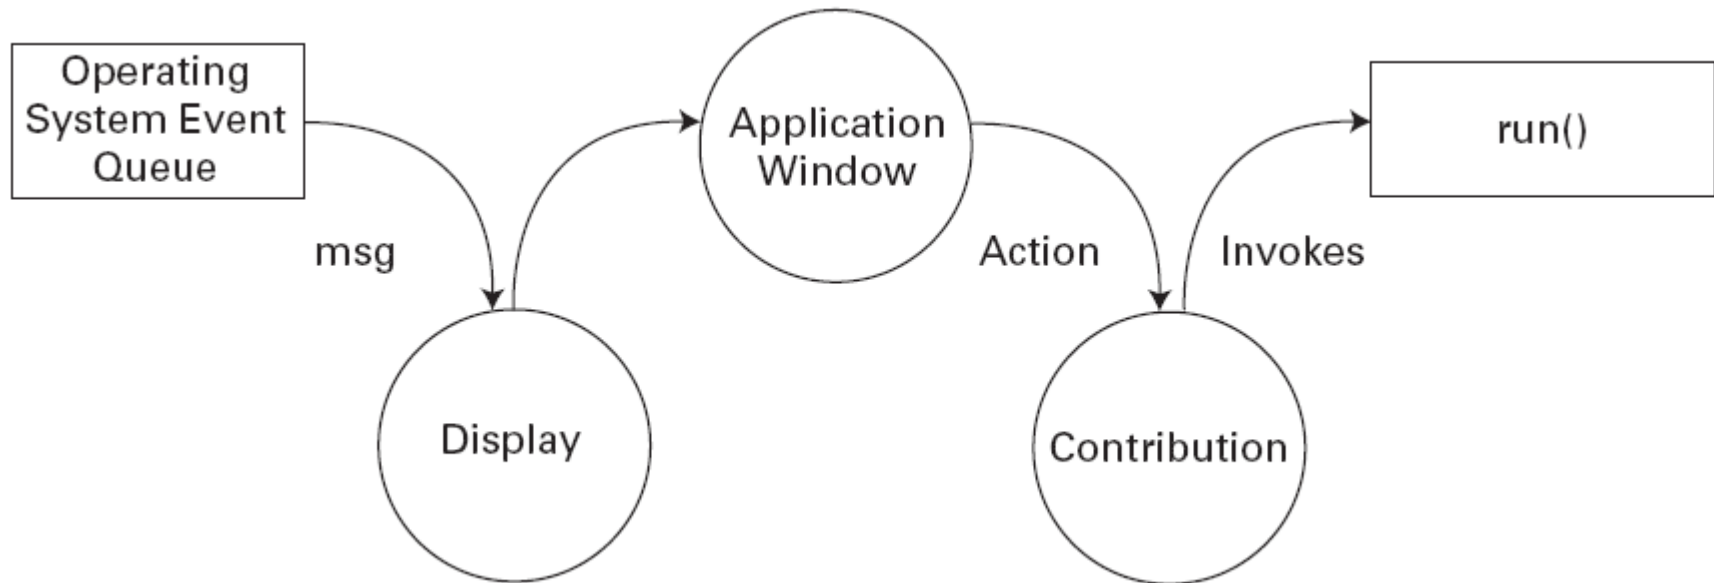 Operating
System Event
Queue
msg
Display
Application
Window
Action
Contribution
Invokes
run()